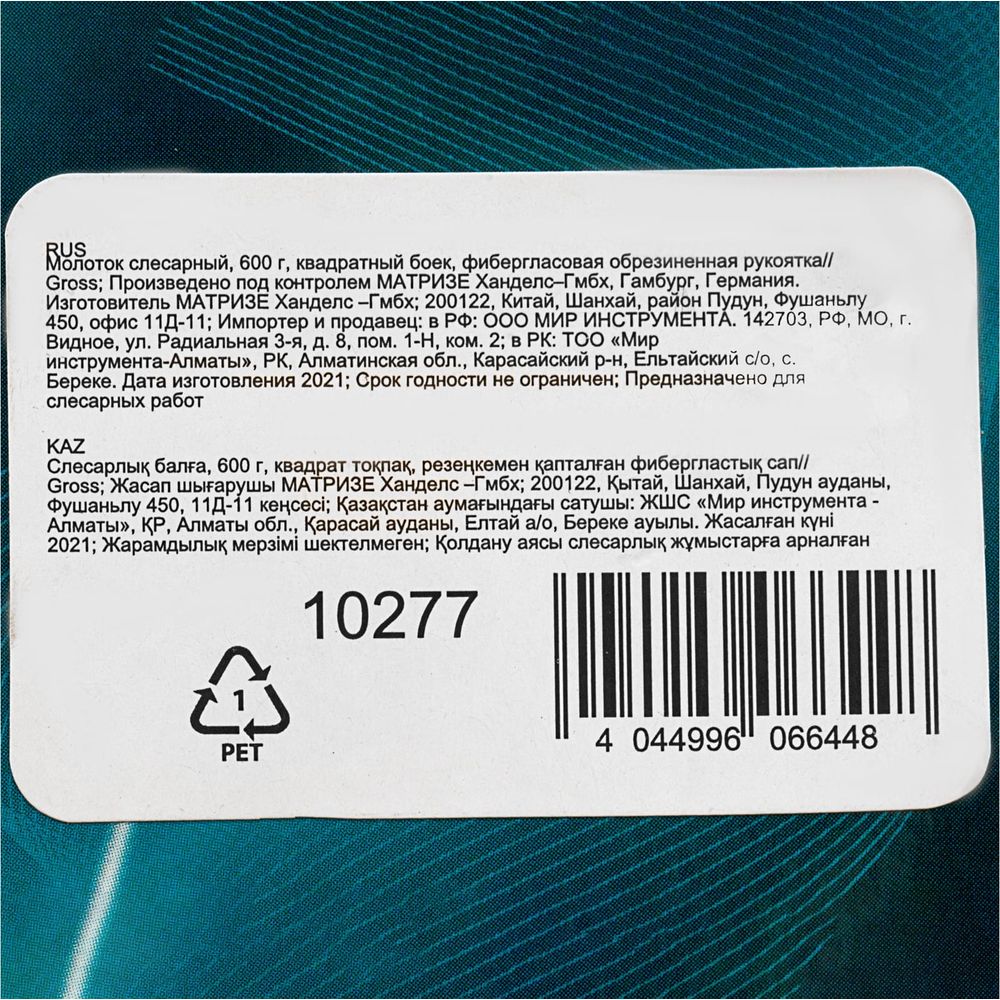 RUS
Молоток слесарный, 600 г, квадратный боек, фибергласовая обрезиненная рукоятка//
Gross; Произведено под контролем МАТРИЗЕ Ханделс–Гмбх, Гамбург, Германия.
Изготовитель МАТРИЗЕ Ханделс –Гмбх; 200122, Китай, Шанхай, район Пудун, Фушаньлу
450, офис 11Д-11; Импортер и продавец: в РФ: ООО МИР ИНСТРУМЕНТА. 142703, РФ, МО, г.
Видное, ул. Радиальная 3-я, д. 8, пом. 1-Н, ком. 2; в РК: ТОО «Мир
инструмента-Алматы», РК, Алматинская обл., Карасайский р-н, Ельтайский с/о, с.
Береке. Дата изготовления 2021; Срок годности не ограничен; Предназначено для
слесарных работ
KAZ
Слесарлық балға, 600 г, квадрат тоқпақ, резеңкемен қапталған фибергластық сап//
Gross; Жасап шығарушы МАТРИЗЕ Ханделс –Гмбх; 200122, Қытай, Шанхай, Пудун ауданы,
Фушаньлу 450, 11Д-11 кеңсесі; Қазақстан аумағындағы сатушы: ЖШС «Мир инструмента -
Алматы», ҚР, Алматы обл., Қарасай ауданы, Елтай а/о, Береке ауылы. Жасалған күні
2021; Жарамдылық мерзімі шектелмеген; Қолдану аясы слесарлық жұмыстарға арналған
10277
1
PET
4 044996 066448